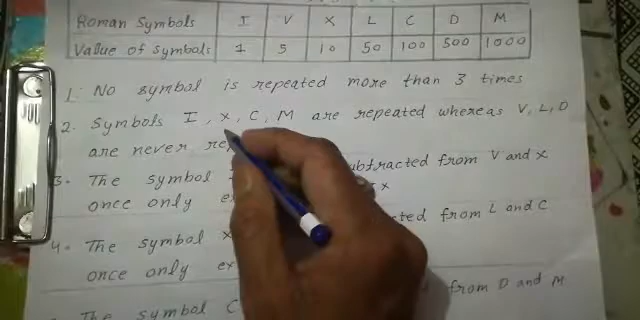 Roman Symbols I V X L C D M
Value of symbols 1 5 10 50 100 500 1000
1. No symbol is repeated more than 3 times
2. Symbols I, X, C, M are repeated whereas V, L, D
are never
3. The symbol from V and X
once only x
4. The symbol X from L and C
once only
The symbol C from D and M